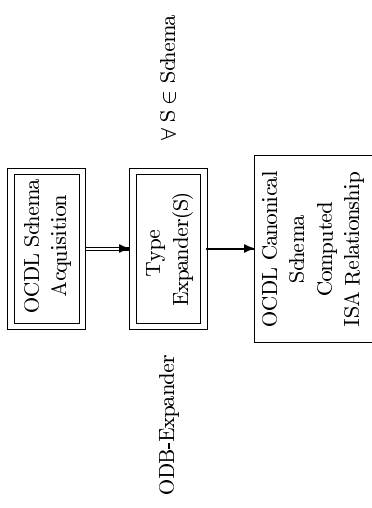 OCDL Schema
Acquisition
ODB-Expander
Type
Expander(S)
∀ S ∈ Schema
OCDL Canonical
Schema
Computed
ISA Relationship